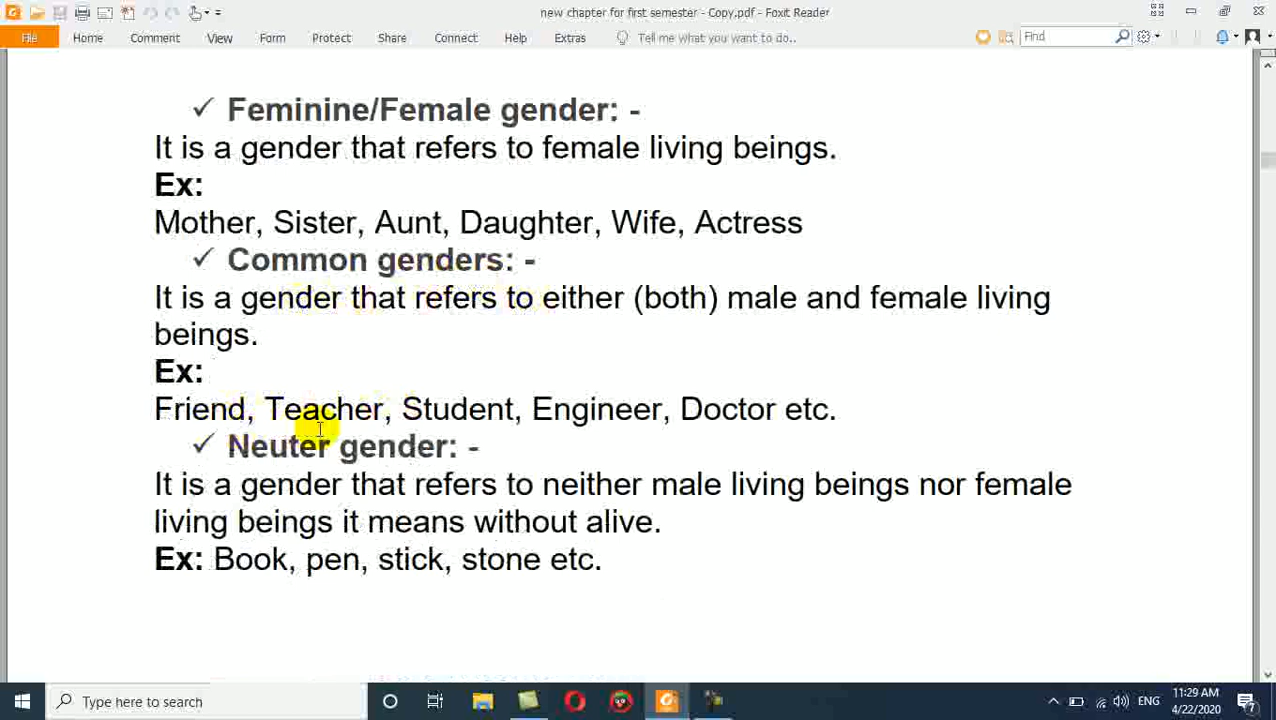 new chapter for first semester - Copy.pdf - Foxit Reader
File Home Comment View Form Protect Share Connect Help Extras Tell me what you want to do.. Find
✓ Feminine/Female gender: -
It is a gender that refers to female living beings.
Ex:
Mother, Sister, Aunt, Daughter, Wife, Actress
✓ Common genders: -
It is a gender that refers to either (both) male and female living
beings.
Ex:
Friend, Teacher, Student, Engineer, Doctor etc.
✓ Neuter gender: -
It is a gender that refers to neither male living beings nor female
living beings it means without alive.
Ex: Book, pen, stick, stone etc.
Type here to search ENG 11:29 AM
4/22/2020 7